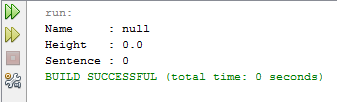 run:
Name     : null
Height   : 0.0
Sentence : 0
BUILD SUCCESSFUL (total time: 0 seconds)